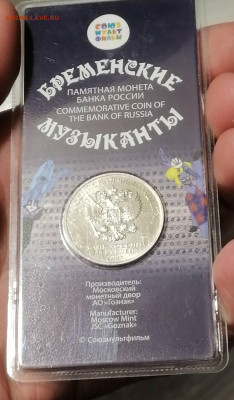 СОЮЗ
МУЛЬТ
ФИЛЬМ
БРЕМЕНСКИЕ
ПАМЯТНАЯ МОНЕТА
БАНКА РОССИИ
COMMEMORATIVE COIN OF
THE BANK OF RUSSIA
МУЗЫКАНТЫ
Производитель:
Московский
монетный двор
АО «Гознак»
Manufacturer:
Moscow Mint
JSC «Goznak»
© Союзмультфильм